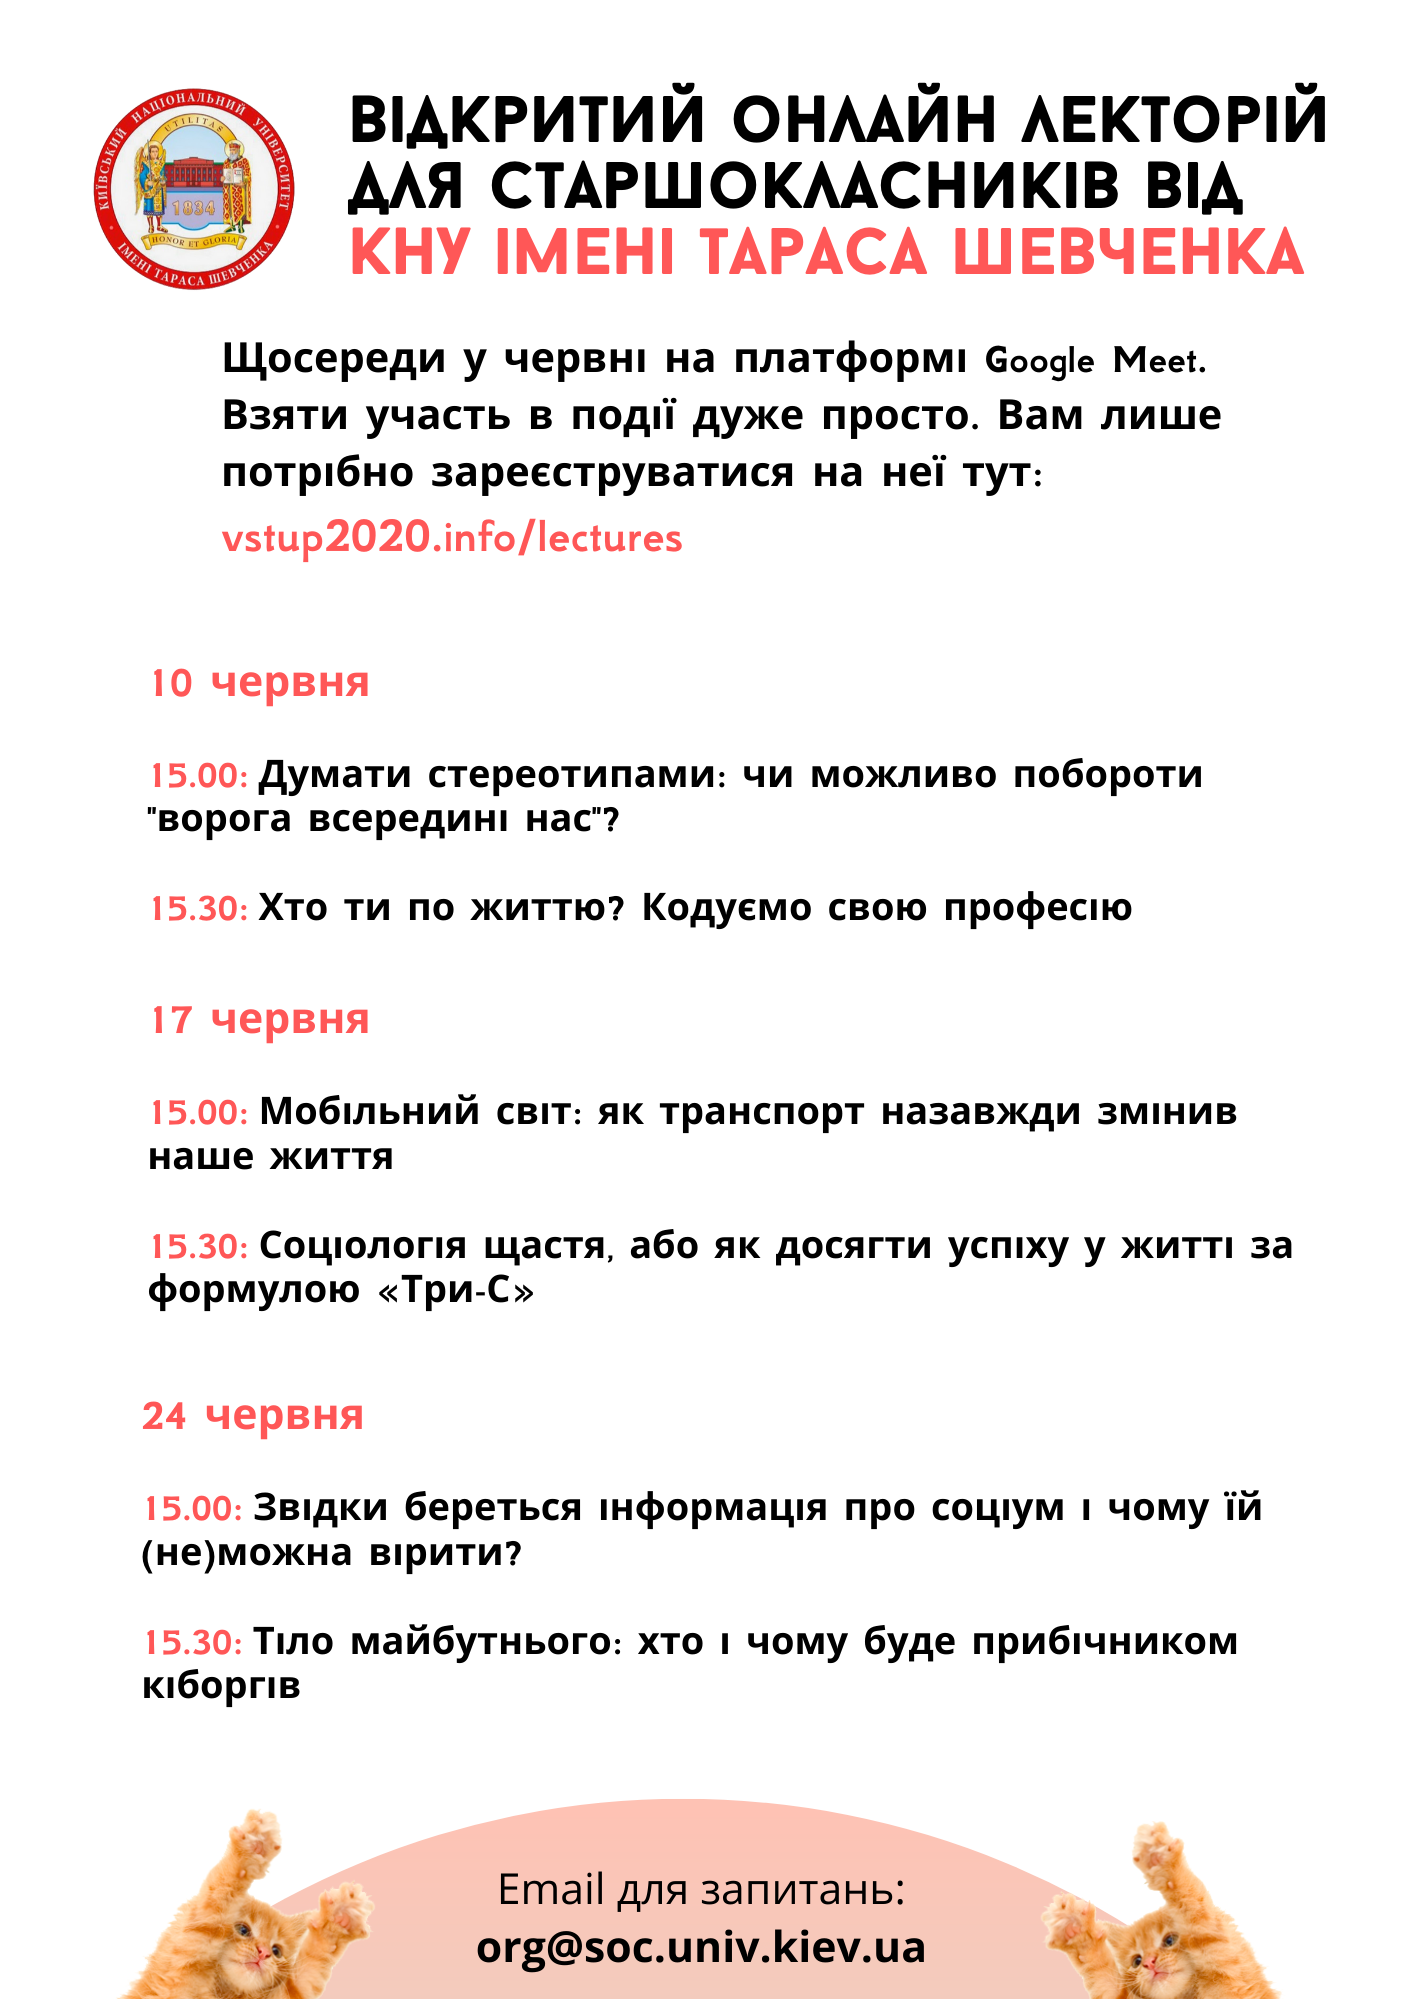 КИЇВСЬКИЙ НАЦІОНАЛЬНИЙ УНІВЕРСИТЕТ
UTILITAS
1834
HONOR ET GLORIA
ІМЕНІ ТАРАСА ШЕВЧЕНКА
ВІДКРИТИЙ ОНЛАЙН ЛЕКТОРІЙ
ДЛЯ СТАРШОКЛАСНИКІВ ВІД
КНУ ІМЕНІ ТАРАСА ШЕВЧЕНКА
Щосереди у червні на платформі Google Meet.
Взяти участь в події дуже просто. Вам лише
потрібно зареєструватися на неї тут:
vstup2020.info/lectures
10 червня
15.00: Думати стереотипами: чи можливо побороти
"ворога всередині нас"?
15.30: Хто ти по життю? Кодуємо свою професію
17 червня
15.00: Мобільний світ: як транспорт назавжди змінив
наше життя
15.30: Соціологія щастя, або як досягти успіху у житті за
формулою «Три-С»
24 червня
15.00: Звідки береться інформація про соціум і чому їй
(не)можна вірити?
15.30: Тіло майбутнього: хто і чому буде прибічником
кіборгів
Email для запитань:
org@soc.univ.kiev.ua